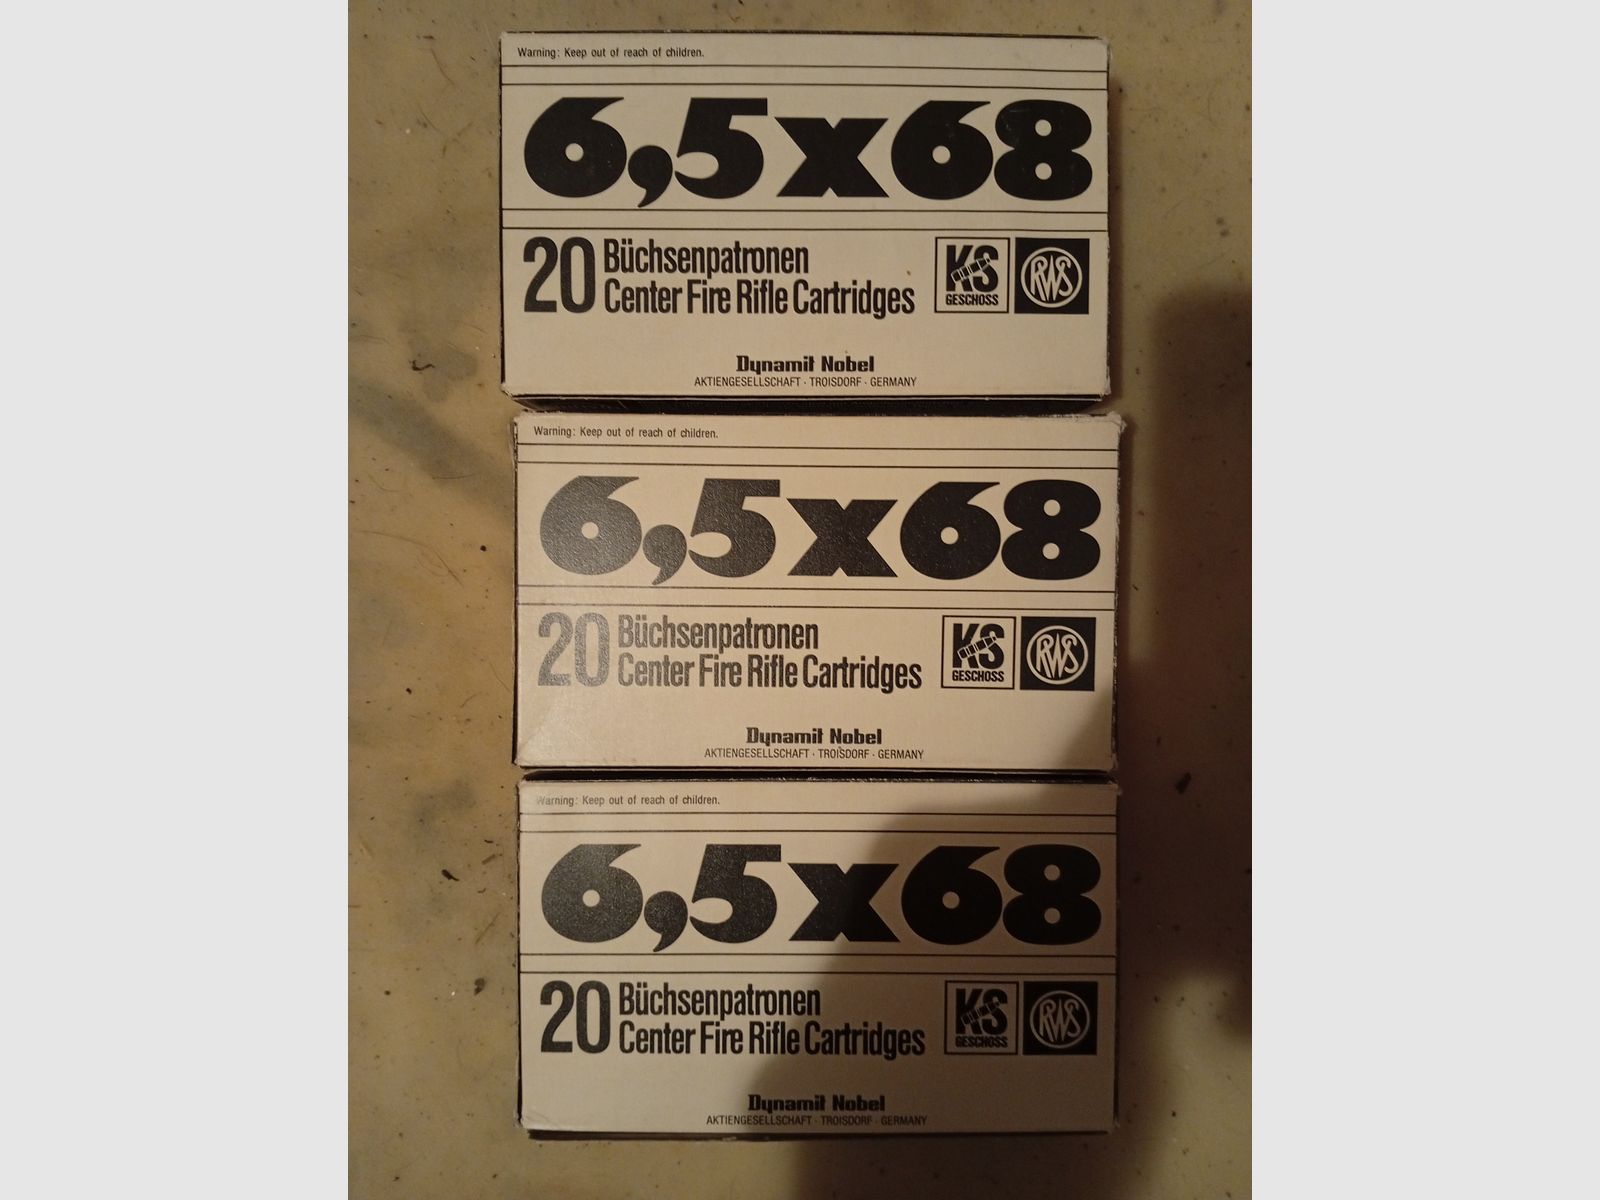 Warning: Keep out of reach of children.
6,5x68
20 Büchsenpatronen
Center Fire Rifle Cartridges
KS
GESCHOSS
RWS
Dynamit Nobel
AKTIENGESELLSCHAFT · TROISDORF · GERMANY
Warning: Keep out of reach of children.
6,5x68
20 Büchsenpatronen
Center Fire Rifle Cartridges
KS
GESCHOSS
RWS
Dynamit Nobel
AKTIENGESELLSCHAFT · TROISDORF · GERMANY
Warning: Keep out of reach of children.
6,5x68
20 Büchsenpatronen
Center Fire Rifle Cartridges
KS
GESCHOSS
RWS
Dynamit Nobel
AKTIENGESELLSCHAFT · TROISDORF · GERMANY